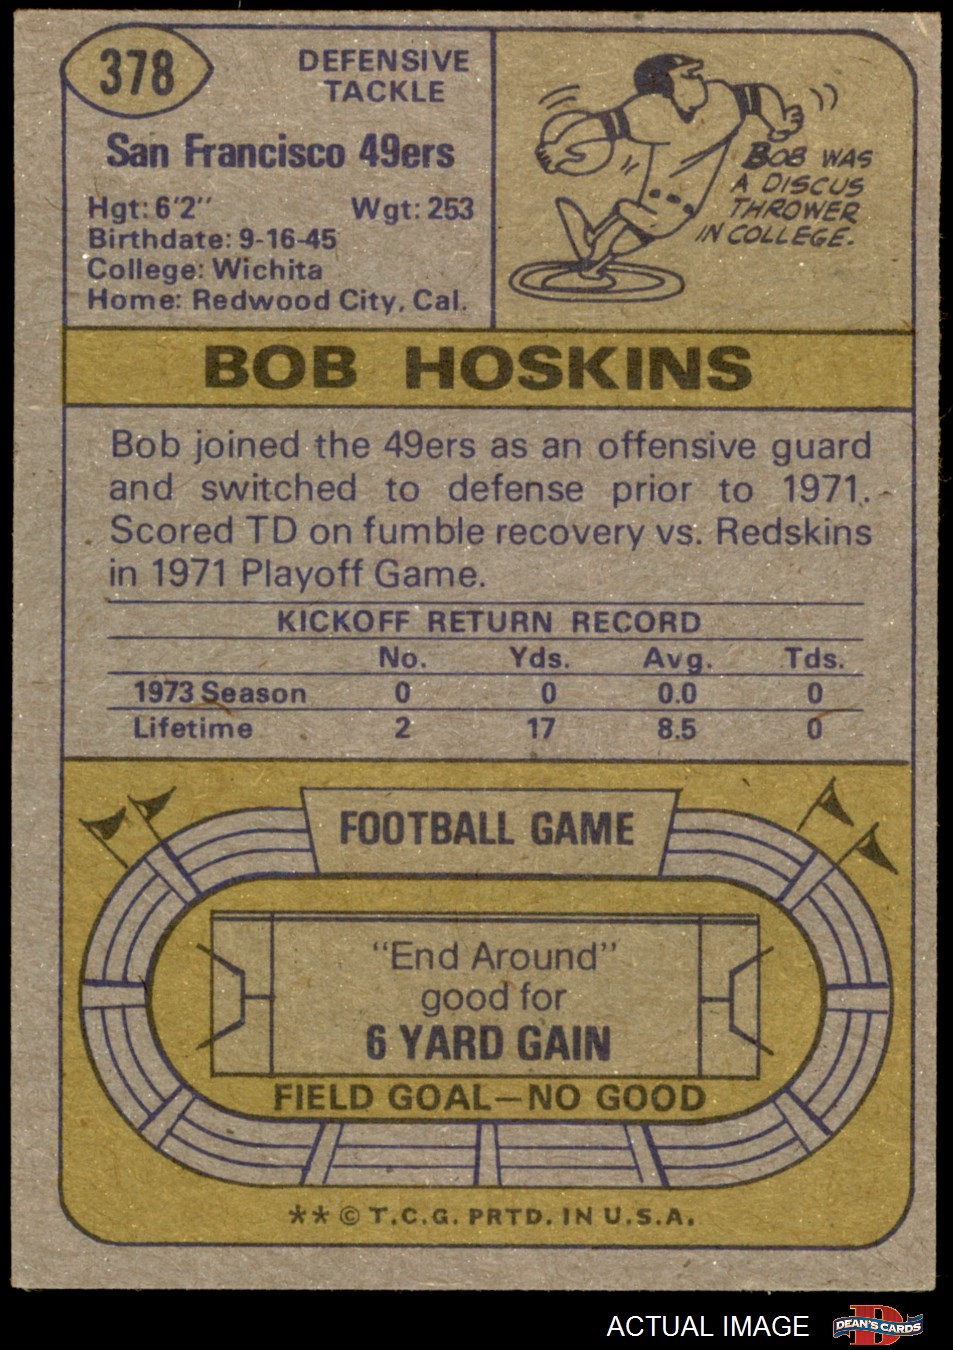 378
DEFENSIVE
TACKLE
San Francisco 49ers
Hgt: 6'2" Wgt: 253
Birthdate: 9-16-45
College: Wichita
Home: Redwood City, Cal.
BOB WAS
A DISCUS
THROWER
IN COLLEGE.
BOB HOSKINS
Bob joined the 49ers as an offensive guard
and switched to defense prior to 1971.
Scored TD on fumble recovery vs. Redskins
in 1971 Playoff Game.
KICKOFF RETURN RECORD
No. Yds. Avg. Tds.
1973 Season 0 0 0.0 0
Lifetime 2 17 8.5 0
FOOTBALL GAME
"End Around"
good for
6 YARD GAIN
FIELD GOAL—NO GOOD
** © T.C.G. PRTD. IN U.S.A.
ACTUAL IMAGE
D
DEAN'S CARDS